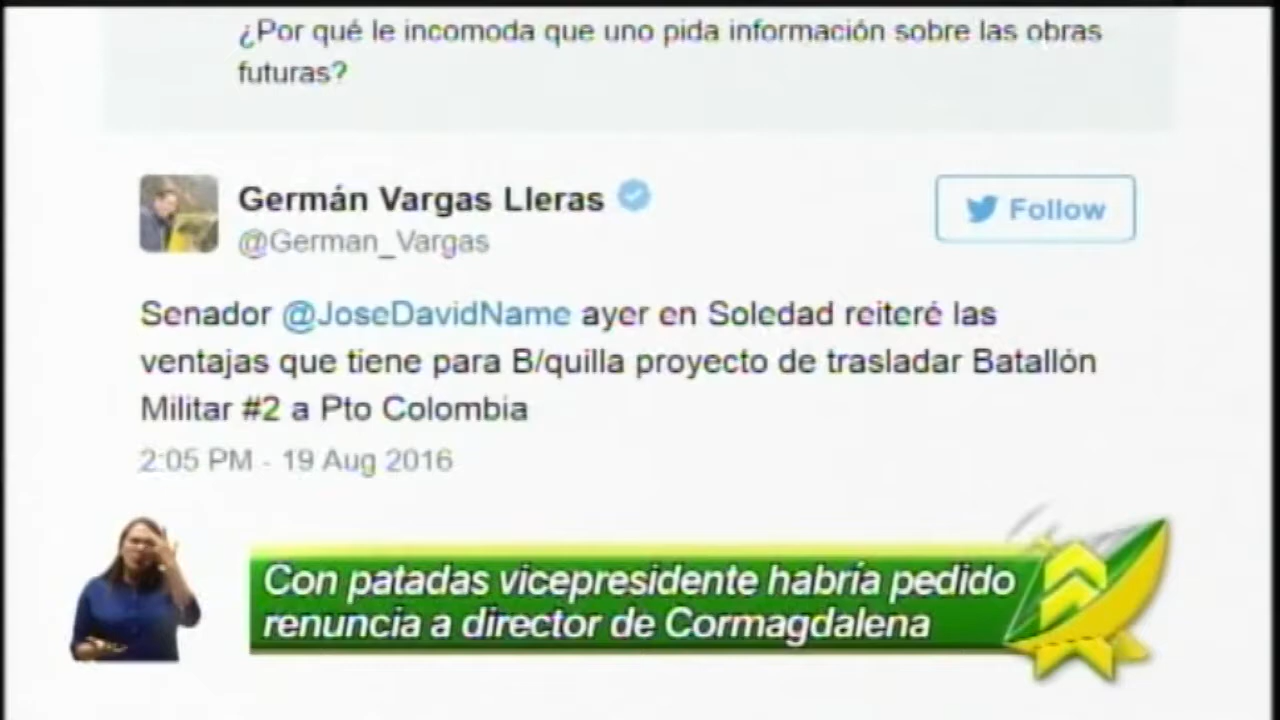 ¿Por qué le incomoda que uno pida información sobre las obras
futuras?
Germán Vargas Lleras
@German_Vargas
Follow
Senador @JoseDavidName ayer en Soledad reiteré las
ventajas que tiene para B/quilla proyecto de trasladar Batallón
Militar #2 a Pto Colombia
2:05 PM - 19 Aug 2016
Con patadas vicepresidente habría pedido
renuncia a director de Cormagdalena